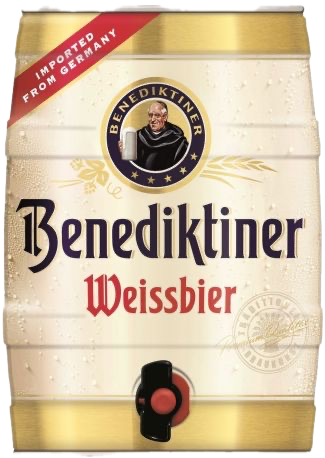 IMPORTED
FROM GERMANY
BENEDIKTINER
Benediktiner
Weissbier